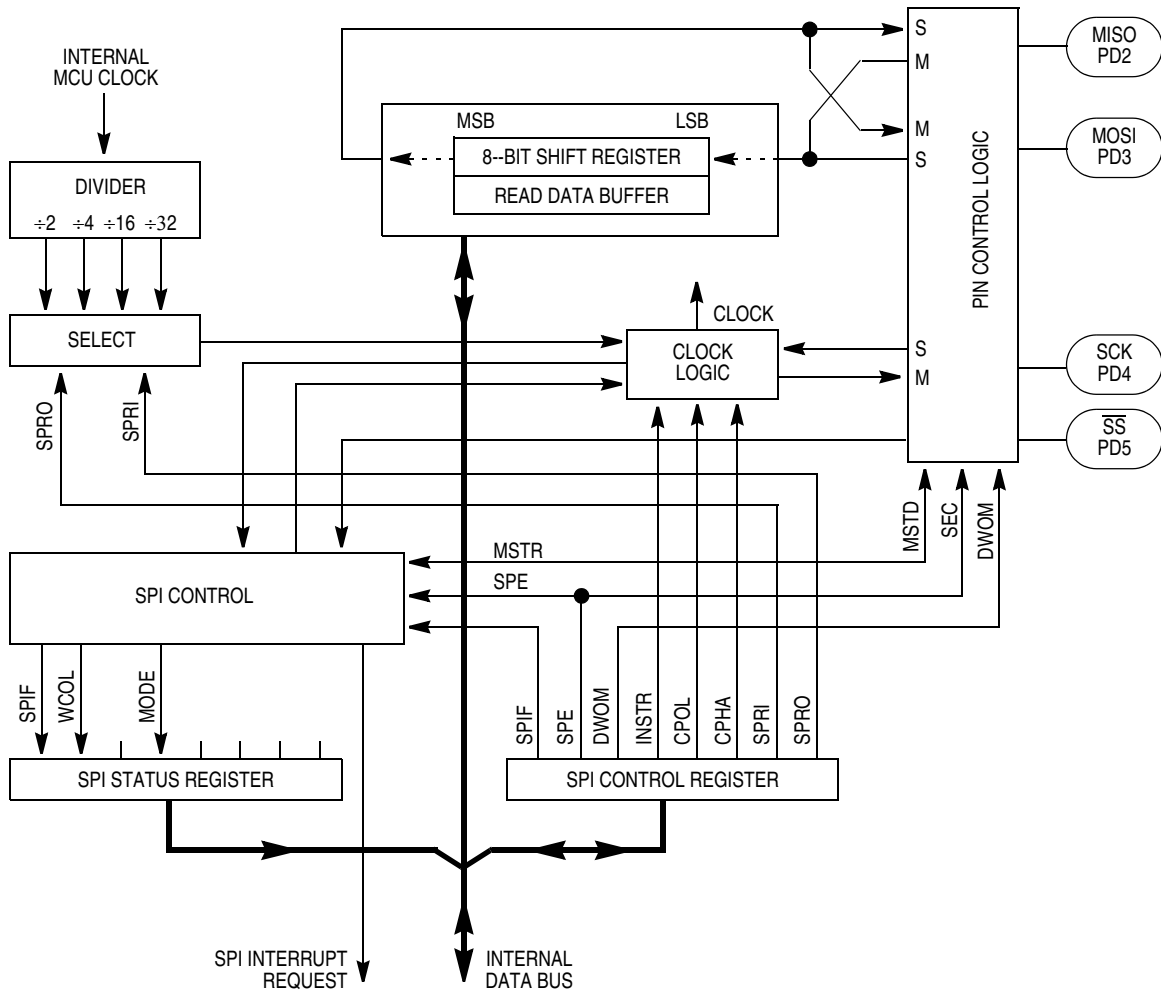 INTERNAL
MCU CLOCK
DIVIDER
÷2 ÷4 ÷16 ÷32
SELECT
SPRO
SPRI
MSB LSB
8--BIT SHIFT REGISTER
READ DATA BUFFER
CLOCK
CLOCK
LOGIC
S
M
M
S
S
M
PIN CONTROL LOGIC
MISO
PD2
MOSI
PD3
SCK
PD4
SS
PD5
MSTD
SEC
DWOM
MSTR
SPE
SPI CONTROL
SPIF
WCOL
MODE
SPI STATUS REGISTER
SPIF
SPE
DWOM
INSTR
CPOL
CPHA
SPRI
SPRO
SPI CONTROL REGISTER
SPI INTERRUPT
REQUEST
INTERNAL
DATA BUS